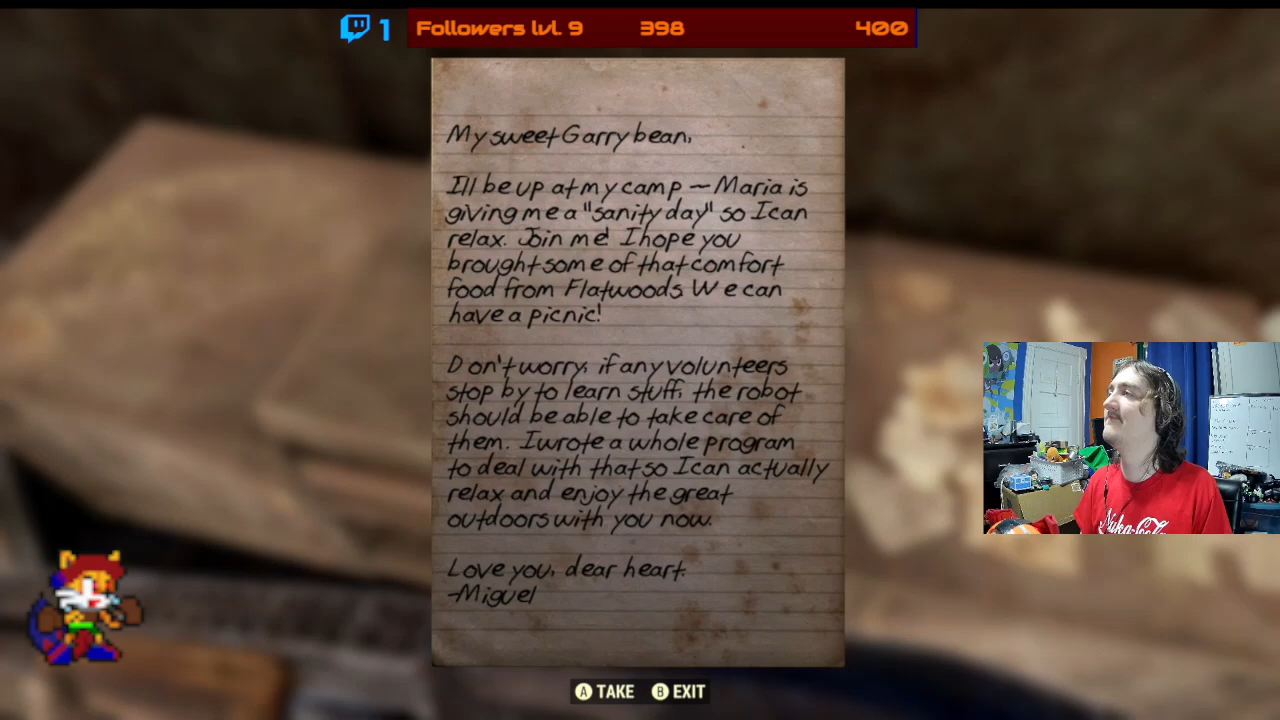 1
Followers lvl. 9 398 400
My sweet Garrybean,
I'll be up at my camp — Maria is
giving me a "sanity day" so I can
relax. Join me! I hope you
brought some of that comfort
food from Flatwoods. We can
have a picnic!
Don't worry, if any volunteers
stop by to learn stuff, the robot
should be able to take care of
them. I wrote a whole program
to deal with that so I can actually
relax and enjoy the great
outdoors with you now.
Love you, dear heart.
-Miguel
A TAKE B EXIT
Nuka-Cola